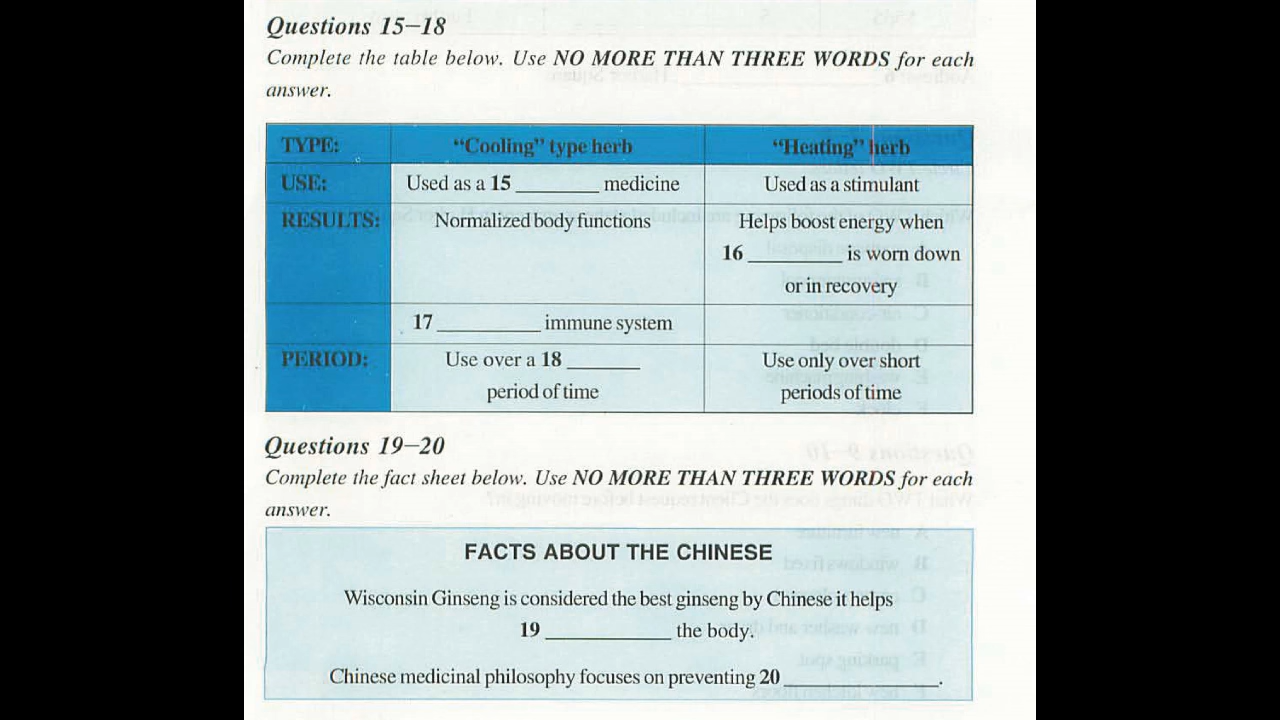 Questions 15–18
Complete the table below. Use NO MORE THAN THREE WORDS for each
answer.
TYPE: "Cooling" type herb "Heating" herb
USE: Used as a 15 ________ medicine Used as a stimulant
RESULTS: Normalized body functions Helps boost energy when
16 _________ is worn down
or in recovery
17 __________ immune system
PERIOD: Use over a 18 _______ Use only over short
period of time periods of time
Questions 19–20
Complete the fact sheet below. Use NO MORE THAN THREE WORDS for each
answer.
FACTS ABOUT THE CHINESE
Wisconsin Ginseng is considered the best ginseng by Chinese it helps
19 ____________ the body.
Chinese medicinal philosophy focuses on preventing 20 _______________.